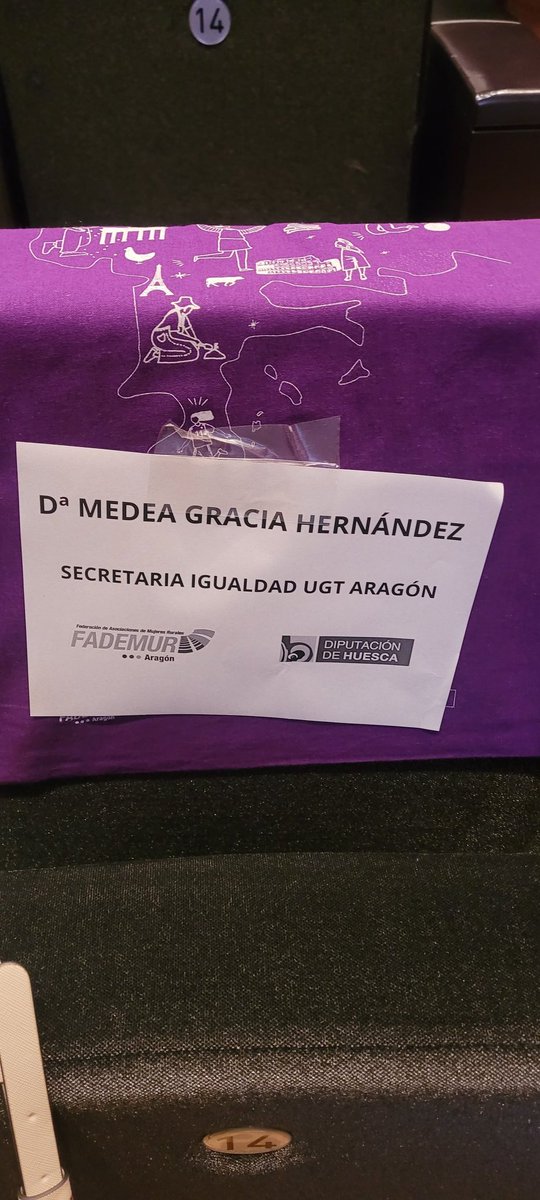 14
Dª MEDEA GRACIA HERNÁNDEZ
SECRETARIA IGUALDAD UGT ARAGÓN
Federación de Asociaciones de Mujeres Rurales
FADEMUR
Aragón
DIPUTACIÓN
DE HUESCA
Aragón
14